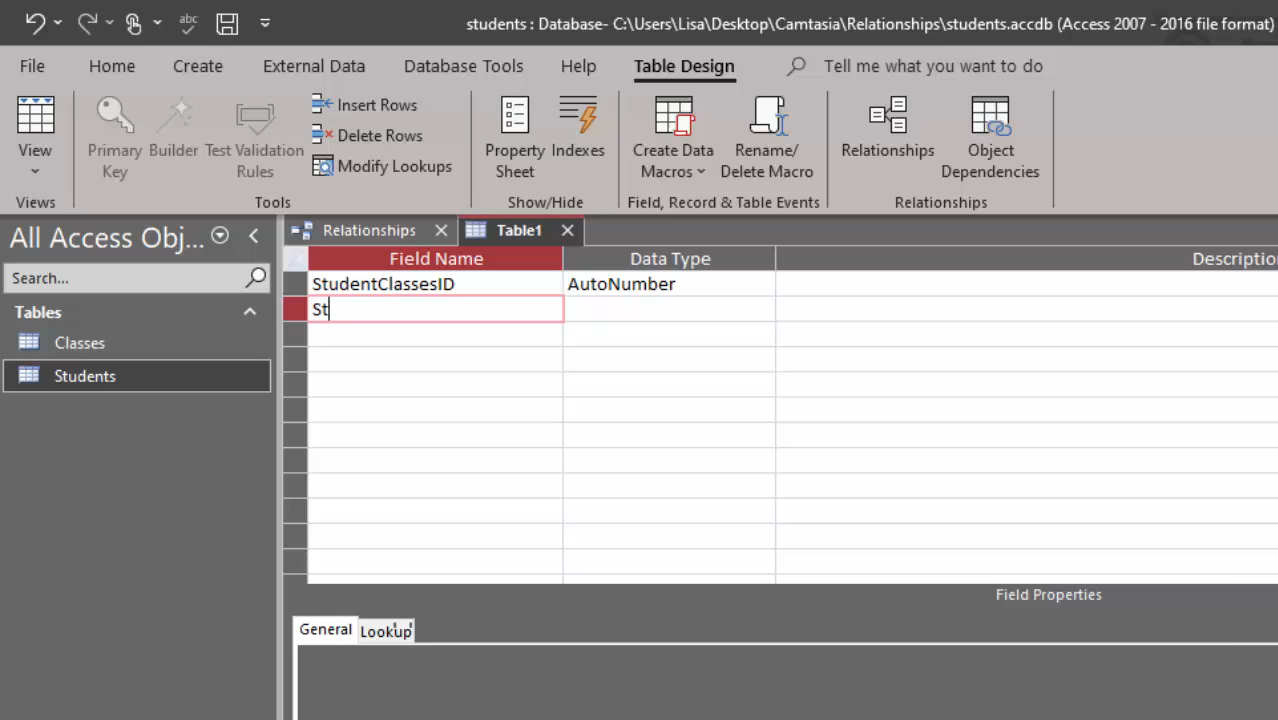 abc
students : Database- C:\Users\Lisa\Desktop\Camtasia\Relationships\students.accdb (Access 2007 - 2016 file format)
File Home Create External Data Database Tools Help Table Design Tell me what you want to do
View
Views
Primary Key
Builder
Test Validation Rules
Insert Rows
Delete Rows
Modify Lookups
Tools
Property Sheet
Indexes
Show/Hide
Create Data Macros
Rename/ Delete Macro
Field, Record & Table Events
Relationships
Object Dependencies
Relationships
All Access Obj...
Search...
Tables
Classes
Students
Relationships
Table1
Field Name Data Type Descriptio
StudentClassesID AutoNumber
St
Field Properties
General Lookup